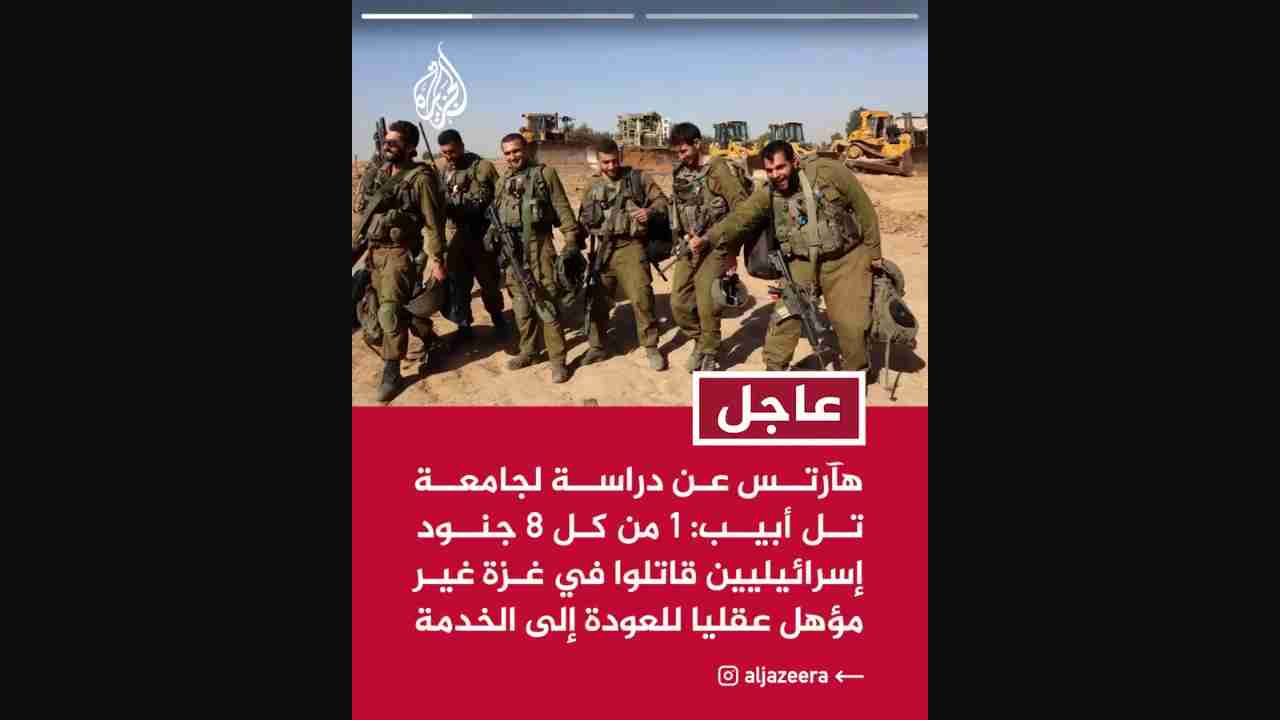 الجزيرة
عاجل
هآرتس عن دراسة لجامعة
تل أبيب: 1 من كل 8 جنود
إسرائيليين قاتلوا في غزة غير
مؤهل عقليا للعودة إلى الخدمة
aljazeera